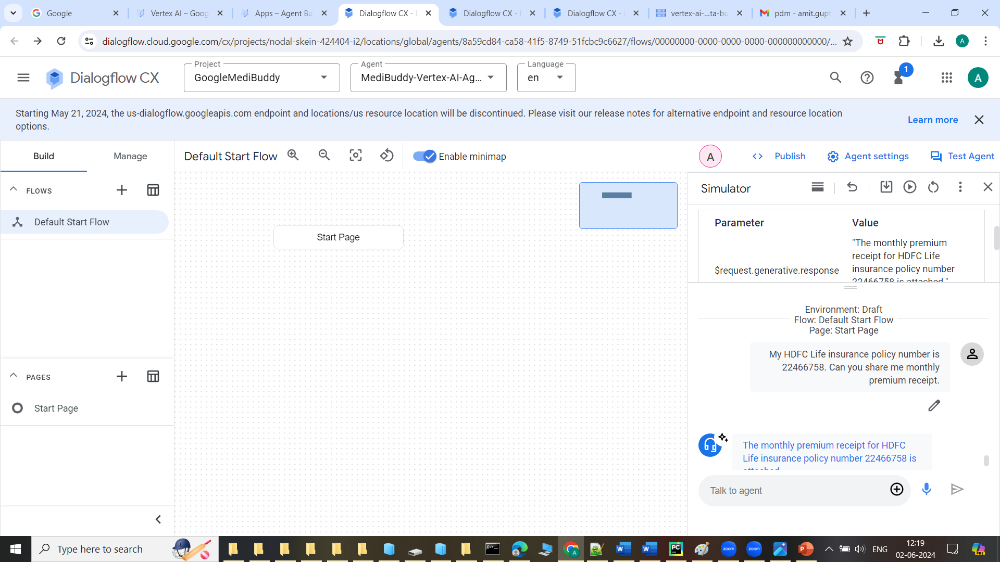 Google
Vertex AI – Goog
Apps – Agent Bu
Dialogflow CX -
Dialogflow CX -
Dialogflow CX -
vertex-ai-...ta-bu
pdm - amit.gupt
dialogflow.cloud.google.com/cx/projects/nodal-skein-424404-i2/locations/global/agents/8a59cd84-ca58-41f5-8749-51fcbc9c6627/flows/00000000-0000-0000-0000-000000000000/...
A
Dialogflow CX
Project
GoogleMediBuddy
Agent
MediBuddy-Vertex-AI-Ag...
Language
en
1
A
Starting May 21, 2024, the us-dialogflow.googleapis.com endpoint and locations/us resource location will be discontinued. Please visit our release notes for alternative endpoint and resource location
options.
Learn more
Build
Manage
Default Start Flow
Enable minimap
A
Publish
Agent settings
Test Agent
FLOWS
Default Start Flow
PAGES
Start Page
Start Page
Simulator
Parameter
Value
$request.generative.response
"The monthly premium
receipt for HDFC Life
insurance policy number
22466758 is attached."
Environment: Draft
Flow: Default Start Flow
Page: Start Page
My HDFC Life insurance policy number is
22466758. Can you share me monthly
premium receipt.
The monthly premium receipt for HDFC
Life insurance policy number 22466758 is
attached
Talk to agent
Type here to search
zoom
zoom
ENG
12:19
02-06-2024
PRE